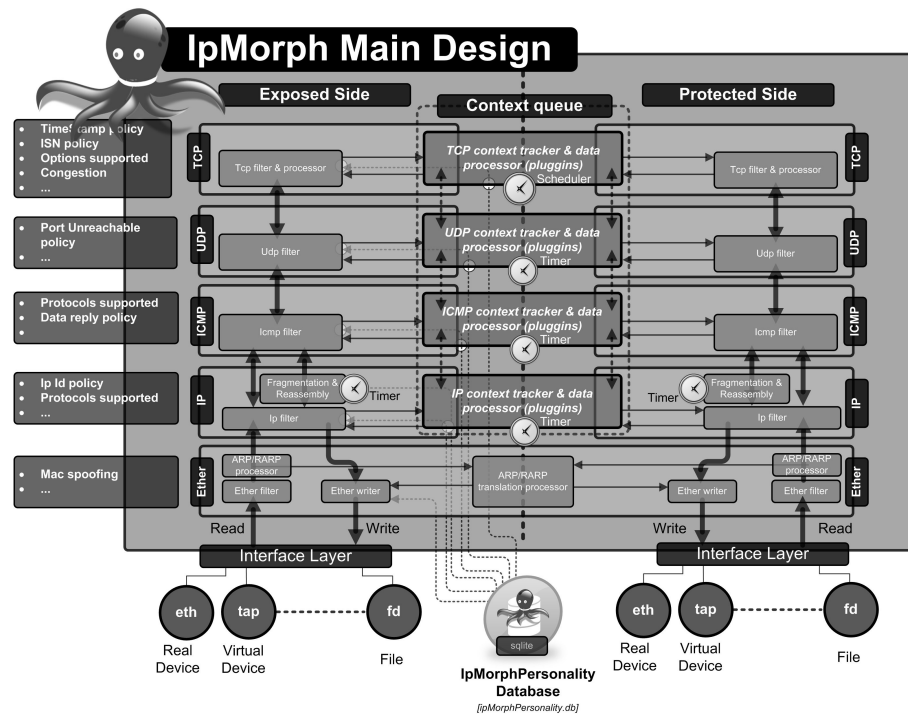 IpMorph Main Design
Exposed Side
Context queue
Protected Side
• TimeStamp policy
• ISN policy
• Options supported
• Congestion
• ...
TCP
Tcp filter & processor
TCP context tracker & data
processor (pluggins)
Scheduler
Tcp filter & processor
TCP
• Port Unreachable
policy
• ...
UDP
Udp filter
UDP context tracker & data
processor (pluggins)
Timer
Udp filter
UDP
• Protocols supported
• Data reply policy
•
ICMP
Icmp filter
ICMP context tracker & data
processor (pluggins)
Timer
Icmp filter
ICMP
• Ip Id policy
• Protocols supported
• ...
IP
Fragmentation &
Reassembly
Timer
Ip filter
IP context tracker & data
processor (pluggins)
Timer
Timer
Fragmentation &
Reassembly
Ip filter
IP
• Mac spoofing
• ...
Ether
ARP/RARP
processor
Ether filter
Ether writer
ARP/RARP
translation processor
Ether writer
ARP/RARP
processor
Ether filter
Ether
Read
Write
Write
Read
Interface Layer
Interface Layer
eth
tap
fd
eth
tap
fd
Real
Device
Virtual
Device
File
sqlite
IpMorphPersonality
Database
[ipMorphPersonality.db]
Real
Device
Virtual
Device
File